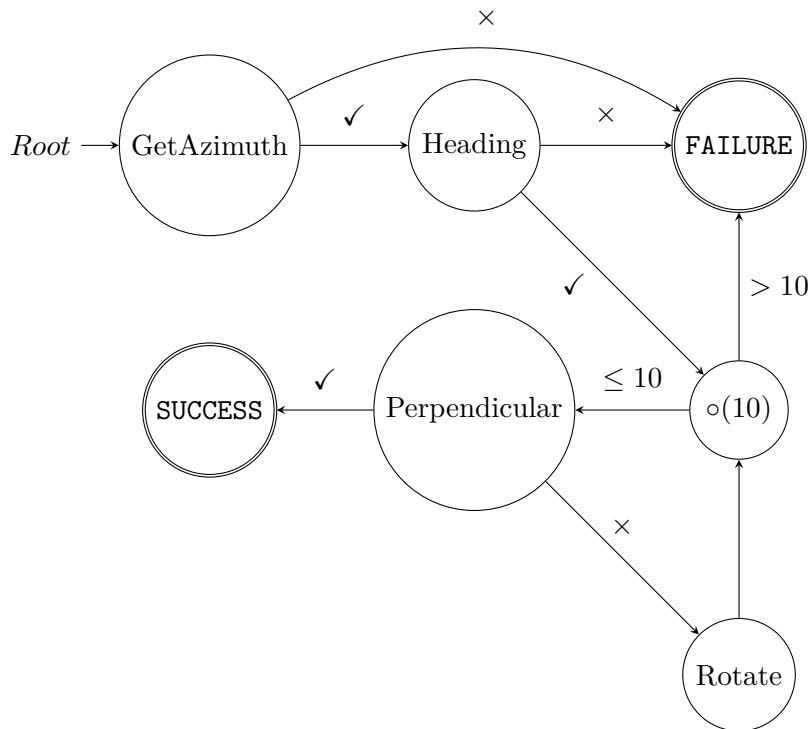 ×
Root GetAzimuth ✓ Heading × FAILURE
✓ > 10
SUCCESS ✓ Perpendicular ≤ 10 ∘(10)
×
Rotate